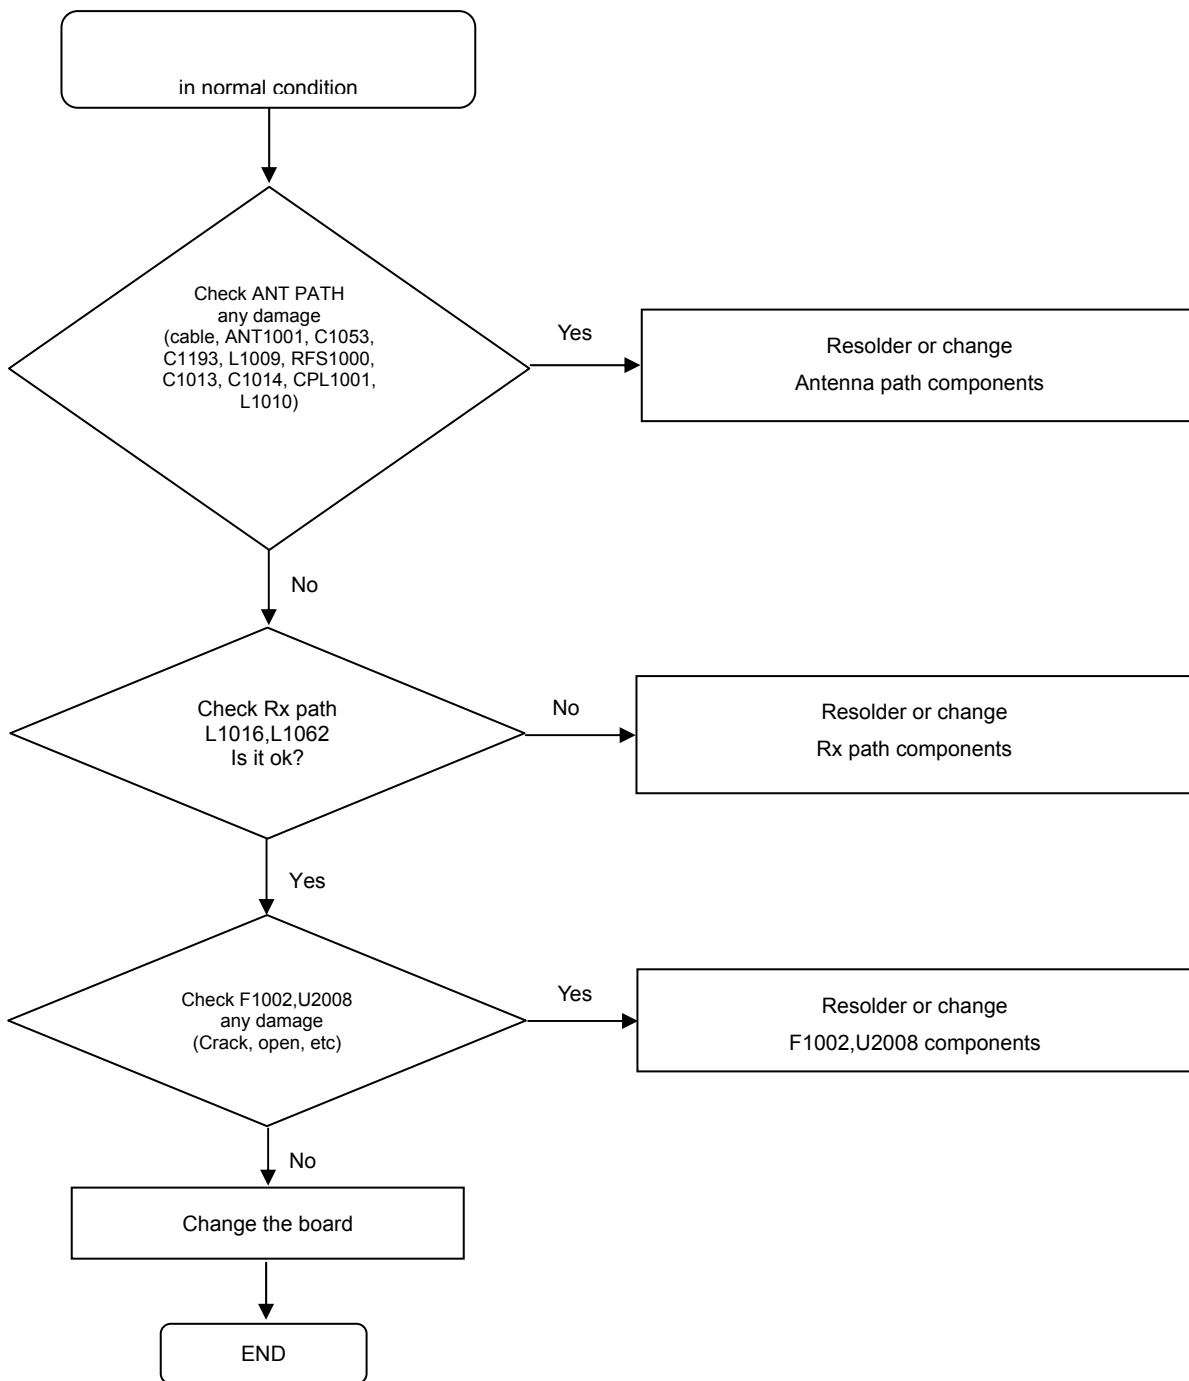 in normal condition
Check ANT PATH
any damage
(cable, ANT1001, C1053,
C1193, L1009, RFS1000,
C1013, C1014, CPL1001,
L1010)
Yes
Resolder or change
Antenna path components
No
Check Rx path
L1016,L1062
Is it ok?
No
Resolder or change
Rx path components
Yes
Check F1002,U2008
any damage
(Crack, open, etc)
Yes
Resolder or change
F1002,U2008 components
No
Change the board
END